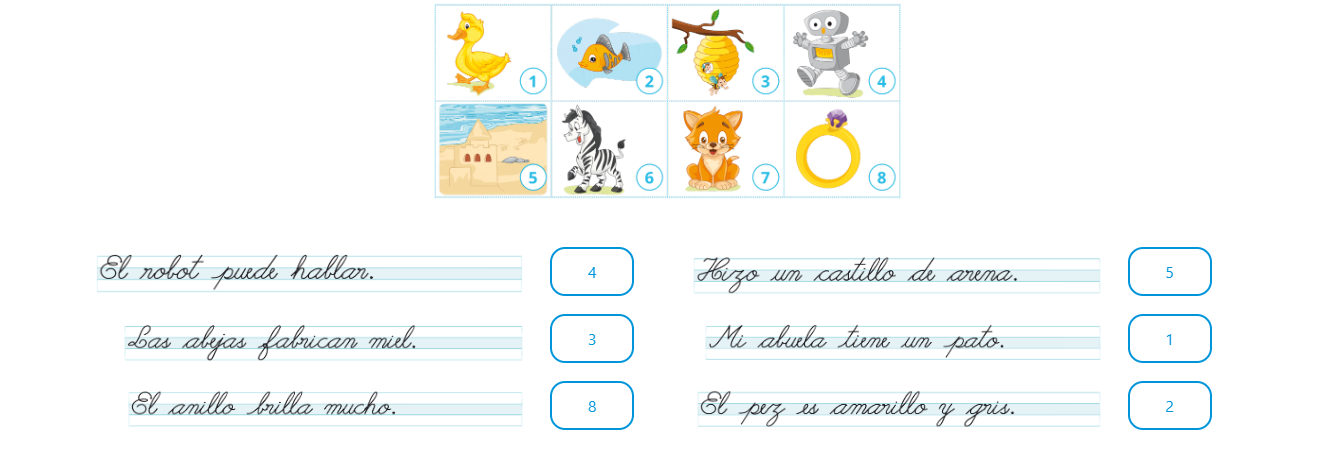 1 2 3 4
5 6 7 8
El robot puede hablar. 4
Las abejas fabrican miel. 3
El anillo brilla mucho. 8
Hizo un castillo de arena. 5
Mi abuela tiene un pato. 1
El pez es amarillo y gris. 2